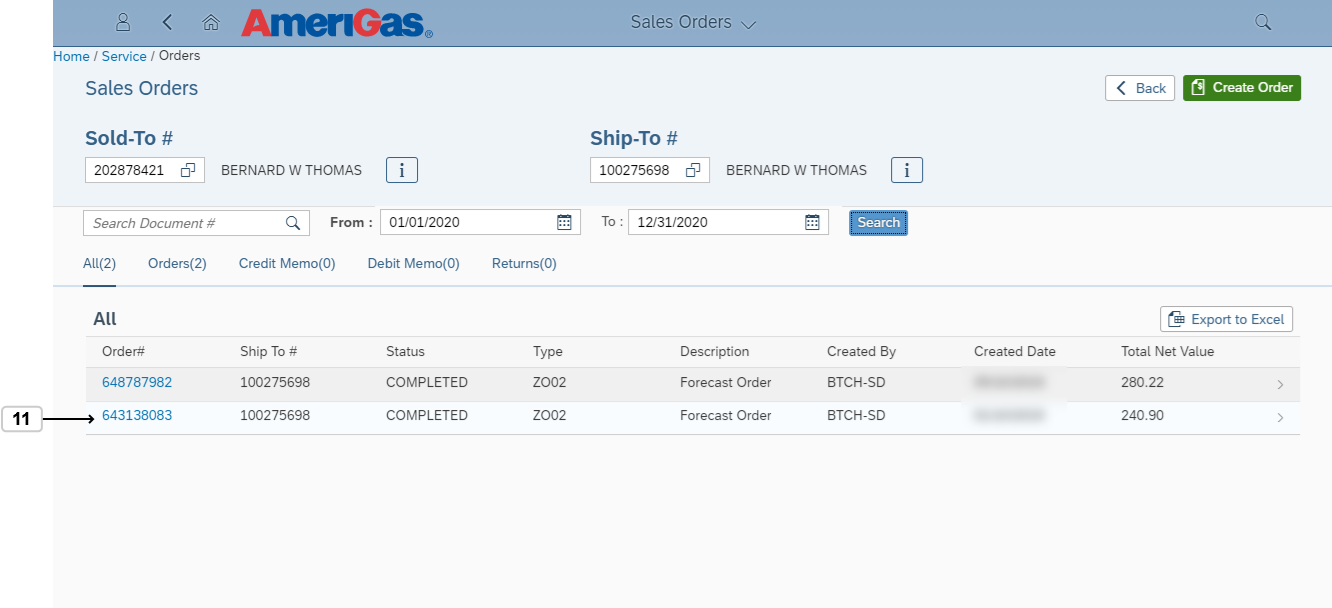 AmeriGas®
Sales Orders
Home / Service / Orders
Sales Orders
Back
Create Order
Sold-To #
Ship-To #
202878421
BERNARD W THOMAS
i
100275698
BERNARD W THOMAS
i
Search Document #
From :
01/01/2020
To :
12/31/2020
Search
All(2)
Orders(2)
Credit Memo(0)
Debit Memo(0)
Returns(0)
All
Export to Excel
Order# Ship To # Status Type Description Created By Created Date Total Net Value
648787982 100275698 COMPLETED ZO02 Forecast Order BTCH-SD 280.22
11
643138083 100275698 COMPLETED ZO02 Forecast Order BTCH-SD 240.90